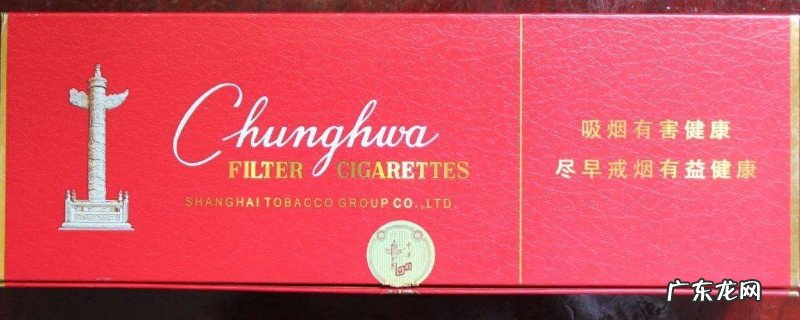 Chunghwa
FILTER CIGARETTES
SHANGHAI TOBACCO GROUP CO.,LTD.
吸烟有害健康
尽早戒烟有益健康
广东龙网